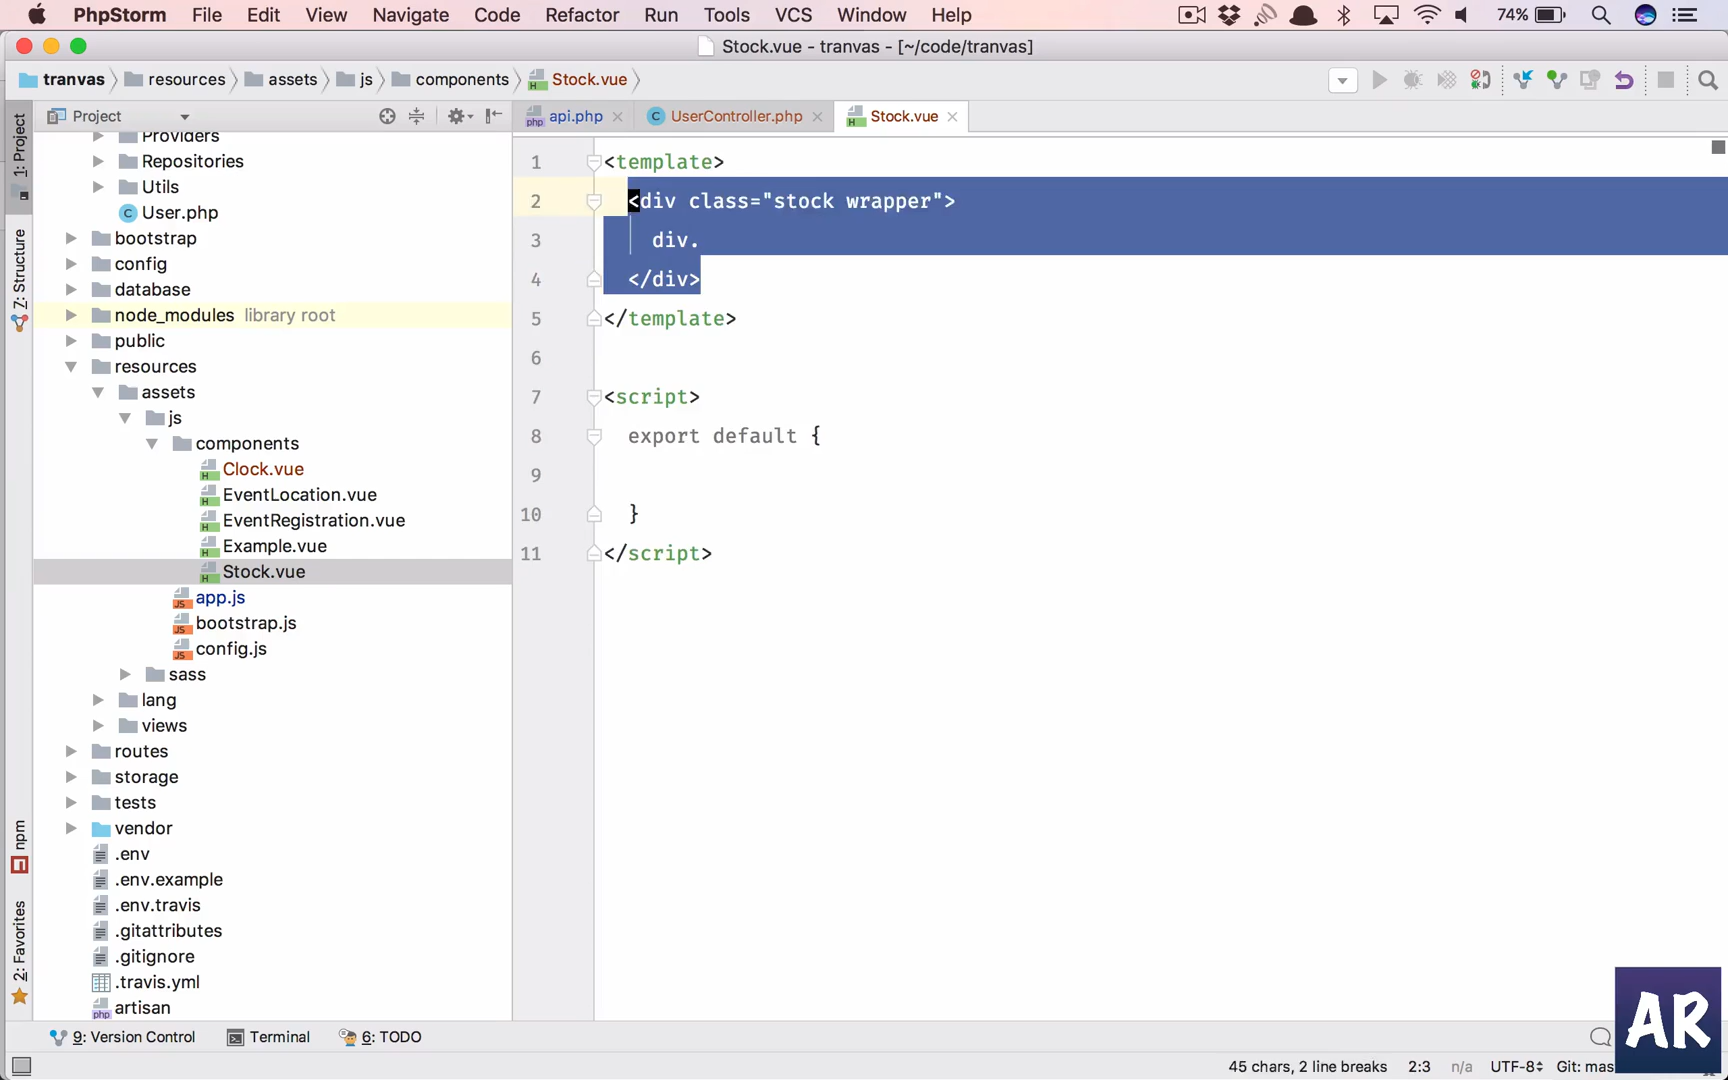 PhpStorm File Edit View Navigate Code Refactor Run Tools VCS Window Help 74%
Stock.vue - tranvas - [~/code/tranvas]
tranvas resources assets js components Stock.vue
Project api.php UserController.php Stock.vue
Providers
Repositories
Utils
User.php
bootstrap
config
database
node_modules library root
public
resources
assets
js
components
Clock.vue
EventLocation.vue
EventRegistration.vue
Example.vue
Stock.vue
app.js
bootstrap.js
config.js
sass
lang
views
routes
storage
tests
vendor
.env
.env.example
.env.travis
.gitattributes
.gitignore
.travis.yml
artisan
1: Project
7: Structure
npm
2: Favorites
1 <template>
2 <div class="stock wrapper">
3 div.
4 </div>
5 </template>
6
7 <script>
8 export default {
9
10 }
11 </script>
9: Version Control Terminal 6: TODO
45 chars, 2 line breaks 2:3 n/a UTF-8 Git: mas
AR